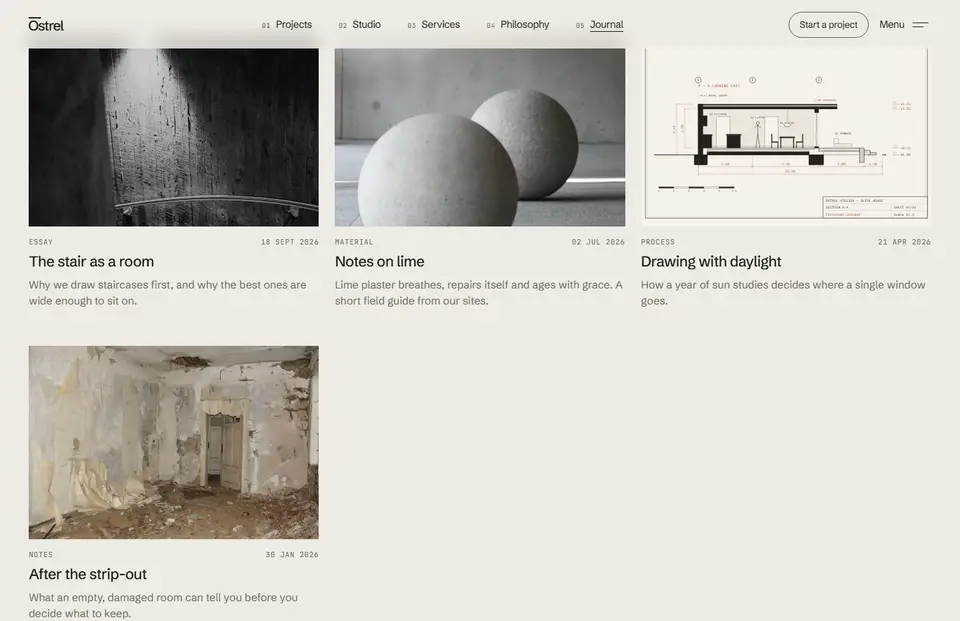 Ōstrel
01 Projects
02 Studio
03 Services
04 Philosophy
05 Journal
Start a project
Menu
ESSAY
18 SEPT 2026
The stair as a room
Why we draw staircases first, and why the best ones are
wide enough to sit on.
MATERIAL
02 JUL 2026
Notes on lime
Lime plaster breathes, repairs itself and ages with grace. A
short field guide from our sites.
PROCESS
21 APR 2026
Drawing with daylight
How a year of sun studies decides where a single window
goes.
NOTES
30 JAN 2026
After the strip-out
What an empty, damaged room can tell you before you
decide what to keep.